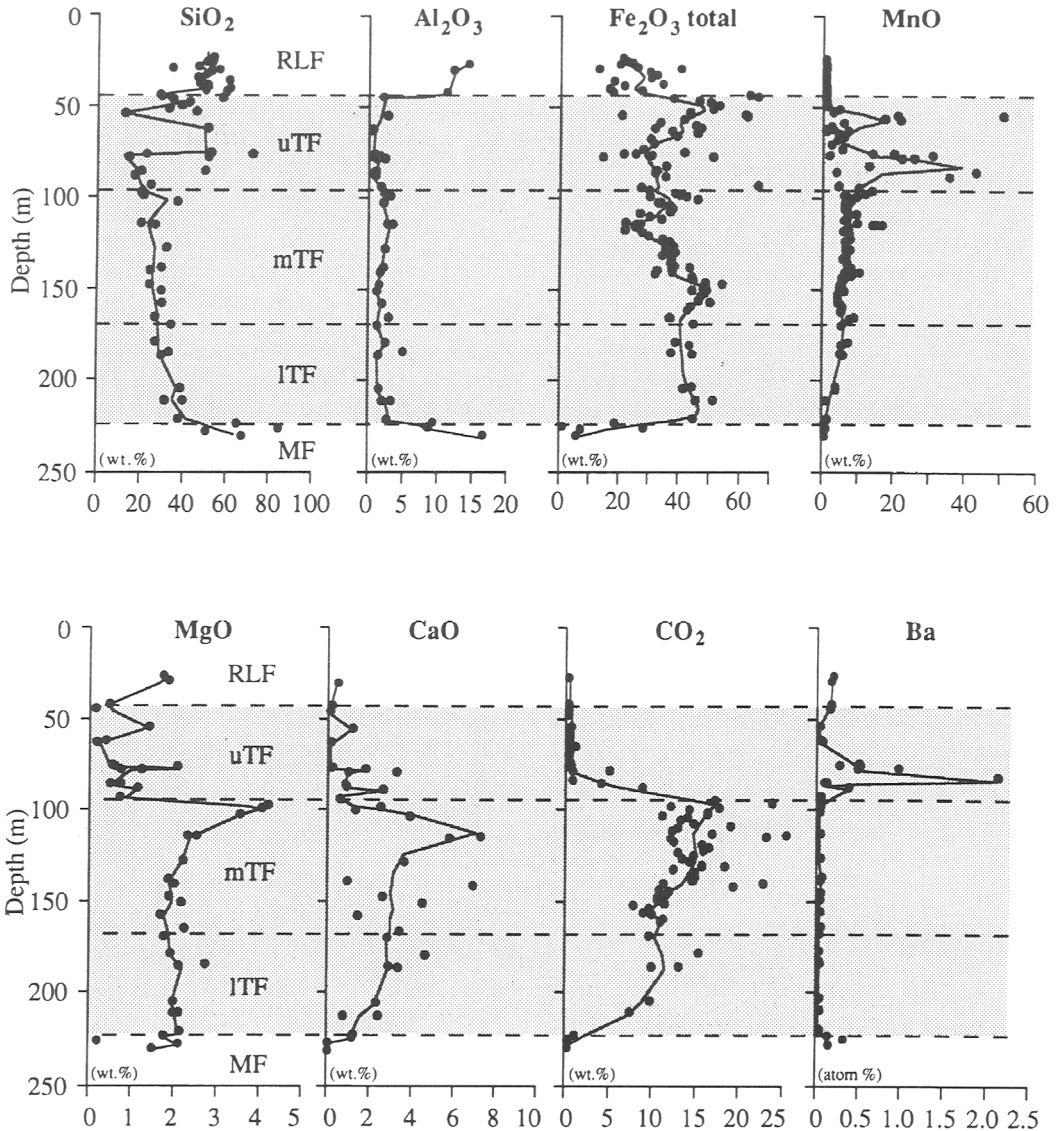 SiO2 Al2O3 Fe2O3 total MnO
0
50
100
150
200
250
Depth (m)
RLF
uTF
mTF
lTF
MF
(wt.%) (wt.%) (wt.%) (wt.%)
0 20 40 60 80 100 0 5 10 15 20 0 20 40 60 0 20 40 60
MgO CaO CO2 Ba
0
50
100
150
200
250
Depth (m)
RLF
uTF
mTF
lTF
MF
(wt.%) (wt.%) (wt.%) (atom %)
0 1 2 3 4 5 0 2 4 6 8 10 0 5 10 15 20 25 0 0.5 1.0 1.5 2.0 2.5